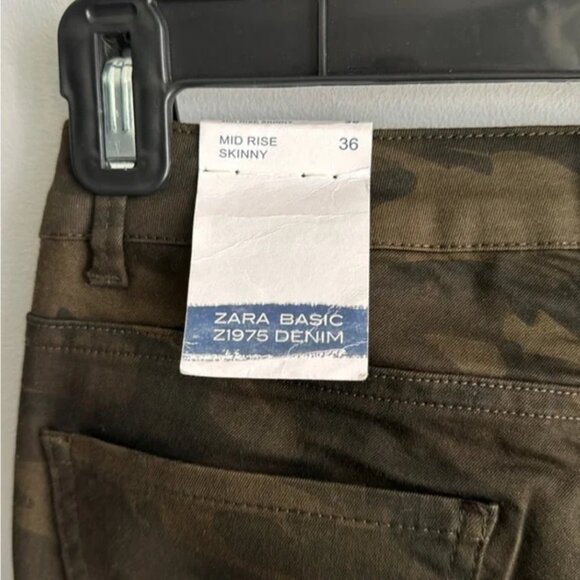 MID RISE 36
SKINNY
ZARA BASIC
Z1975 DENIM